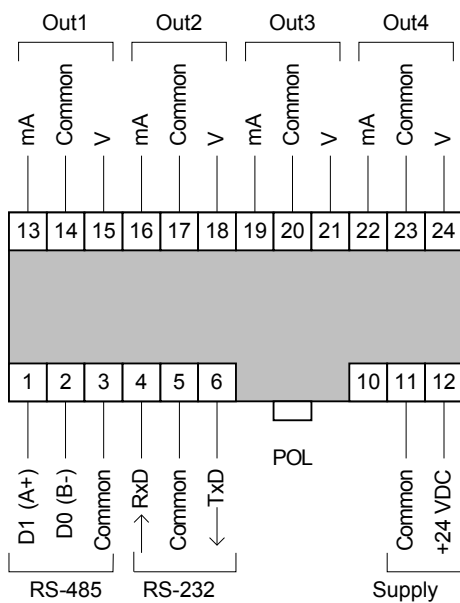 Out1 Out2 Out3 Out4
mA Common V mA Common V mA Common V mA Common V
13 14 15 16 17 18 19 20 21 22 23 24
1 2 3 4 5 6 10 11 12
POL
D1 (A+) D0 (B-) Common RxD Common TxD Common +24 VDC
RS-485 RS-232 Supply